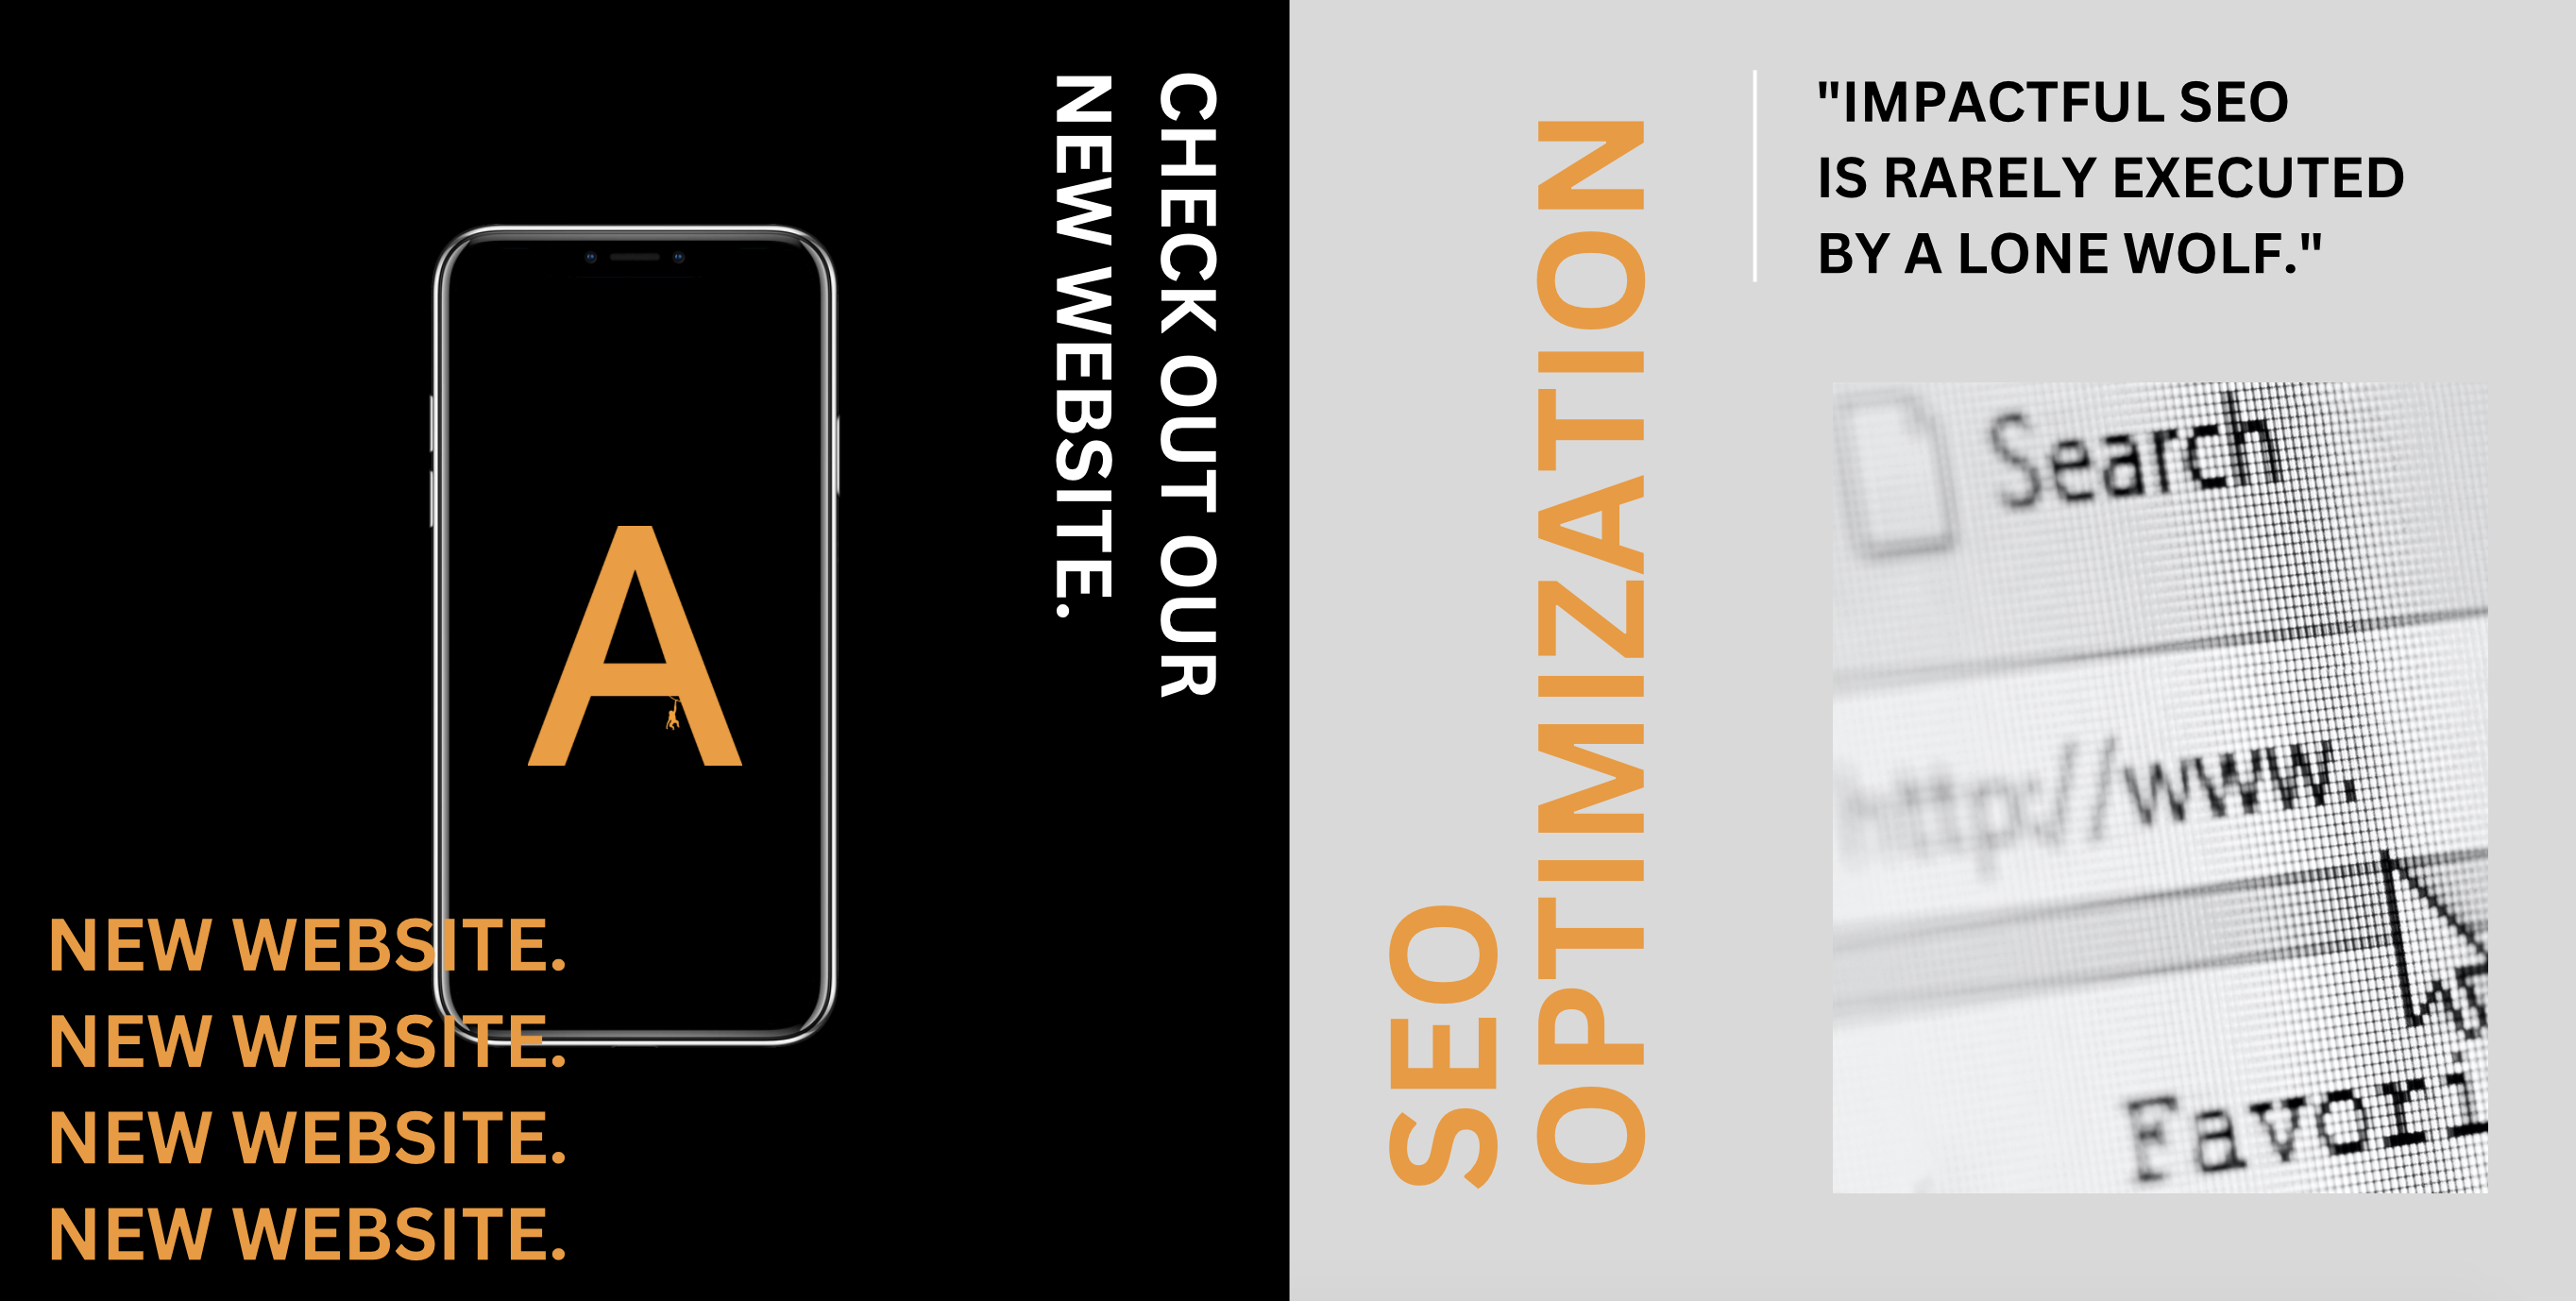 CHECK OUT OUR
NEW WEBSITE.
A
NEW WEBSITE.
NEW WEBSITE.
NEW WEBSITE.
NEW WEBSITE.
SEO
OPTIMIZATION
"IMPACTFUL SEO
IS RARELY EXECUTED
BY A LONE WOLF."
Search
http://www.
Favori